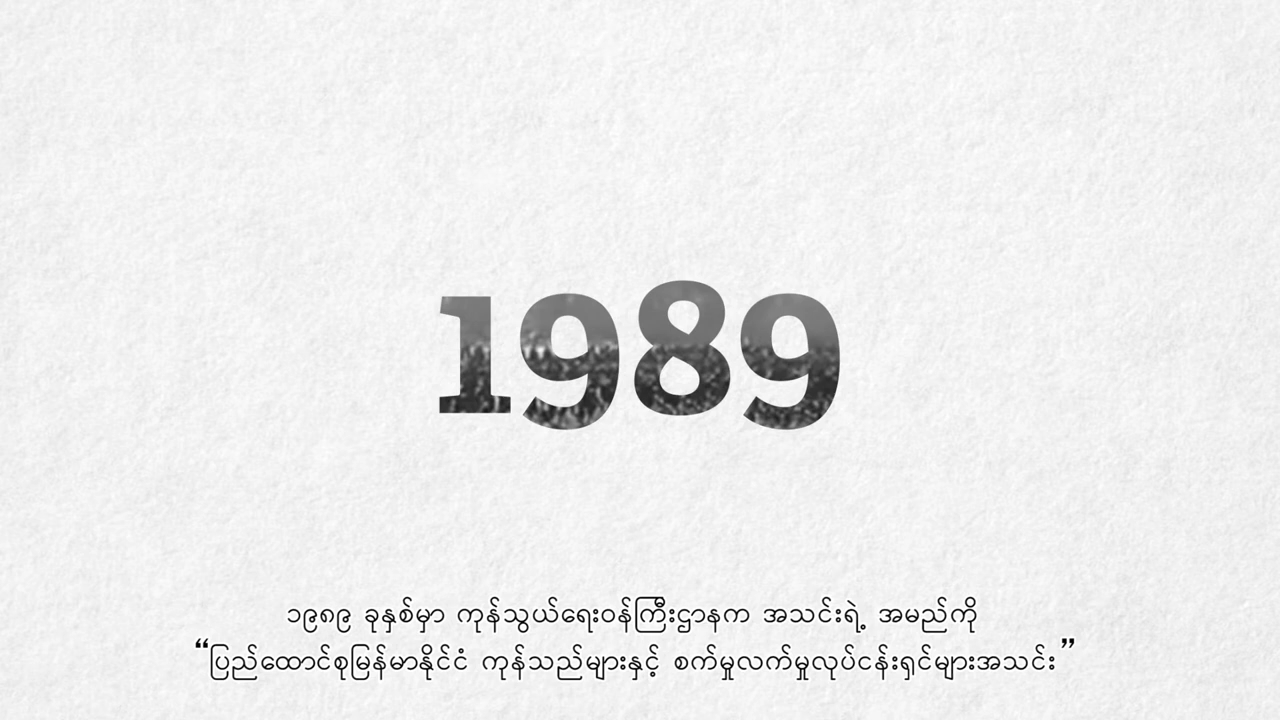 1989
၁၉၈၉ ခုနှစ်မှာ ကုန်သွယ်ရေးဝန်ကြီးဌာနက အသင်းရဲ့ အမည်ကို
“ပြည်ထောင်စုမြန်မာနိုင်ငံ ကုန်သည်များနှင့် စက်မှုလက်မှုလုပ်ငန်းရှင်များအသင်း”